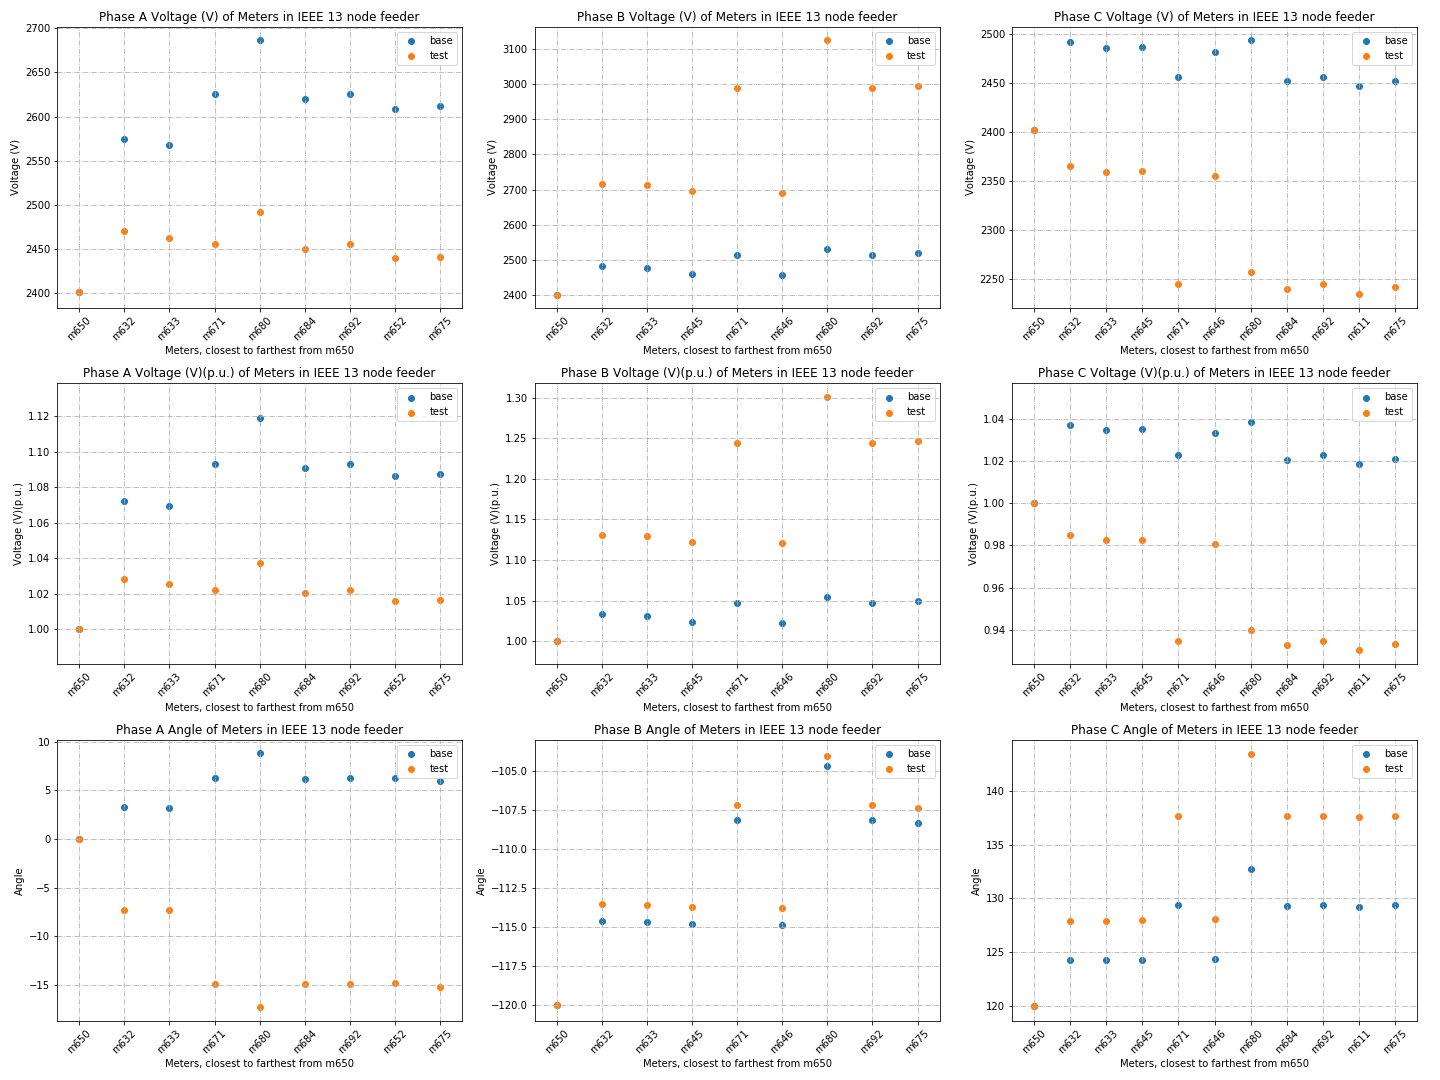 Phase A Voltage (V) of Meters in IEEE 13 node feeder
base
test
2700
2650
2600
2550
2500
2450
2400
Voltage (V)
m650 m632 m633 m671 m680 m684 m692 m652 m675
Meters, closest to farthest from m650
Phase B Voltage (V) of Meters in IEEE 13 node feeder
base
test
3100
3000
2900
2800
2700
2600
2500
2400
Voltage (V)
m650 m632 m633 m645 m671 m646 m680 m692 m675
Meters, closest to farthest from m650
Phase C Voltage (V) of Meters in IEEE 13 node feeder
base
test
2500
2450
2400
2350
2300
2250
Voltage (V)
m650 m632 m633 m645 m671 m646 m680 m684 m692 m611 m675
Meters, closest to farthest from m650
Phase A Voltage (V)(p.u.) of Meters in IEEE 13 node feeder
base
test
1.12
1.10
1.08
1.06
1.04
1.02
1.00
Voltage (V)(p.u.)
m650 m632 m633 m671 m680 m684 m692 m652 m675
Meters, closest to farthest from m650
Phase B Voltage (V)(p.u.) of Meters in IEEE 13 node feeder
base
test
1.30
1.25
1.20
1.15
1.10
1.05
1.00
Voltage (V)(p.u.)
m650 m632 m633 m645 m671 m646 m680 m692 m675
Meters, closest to farthest from m650
Phase C Voltage (V)(p.u.) of Meters in IEEE 13 node feeder
base
test
1.04
1.02
1.00
0.98
0.96
0.94
Voltage (V)(p.u.)
m650 m632 m633 m645 m671 m646 m680 m684 m692 m611 m675
Meters, closest to farthest from m650
Phase A Angle of Meters in IEEE 13 node feeder
base
test
10
5
0
−5
−10
−15
Angle
m650 m632 m633 m671 m680 m684 m692 m652 m675
Meters, closest to farthest from m650
Phase B Angle of Meters in IEEE 13 node feeder
base
test
−105.0
−107.5
−110.0
−112.5
−115.0
−117.5
−120.0
Angle
m650 m632 m633 m645 m671 m646 m680 m692 m675
Meters, closest to farthest from m650
Phase C Angle of Meters in IEEE 13 node feeder
base
test
140
135
130
125
120
Angle
m650 m632 m633 m645 m671 m646 m680 m684 m692 m611 m675
Meters, closest to farthest from m650